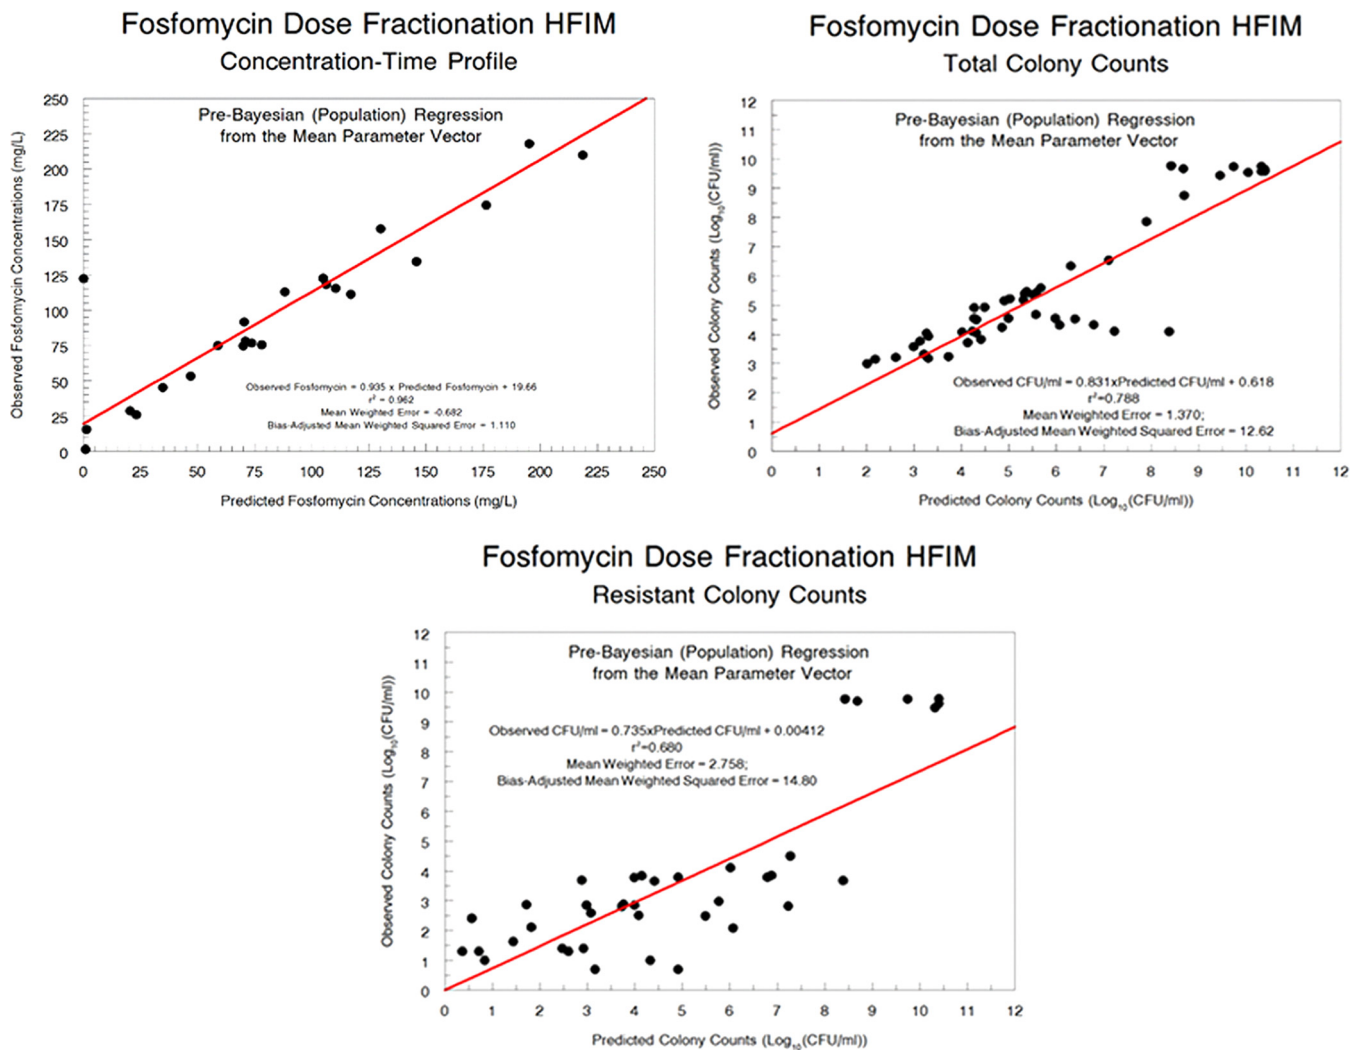 Fosfomycin Dose Fractionation HFIM
Concentration-Time Profile
Pre-Bayesian (Population) Regression
from the Mean Parameter Vector
Observed Fosfomycin Concentrations (mg/L)
250
225
200
175
150
125
100
75
50
25
0
Observed Fosfomycin = 0.935 x Predicted Fosfomycin + 19.66
r² = 0.962
Mean Weighted Error = -0.682
Bias-Adjusted Mean Weighted Squared Error = 1.110
0 25 50 75 100 125 150 175 200 225 250
Predicted Fosfomycin Concentrations (mg/L)
Fosfomycin Dose Fractionation HFIM
Total Colony Counts
Pre-Bayesian (Population) Regression
from the Mean Parameter Vector
Observed Colony Counts (Log₁₀(CFU/ml))
12
11
10
9
8
7
6
5
4
3
2
1
0
Observed CFU/ml = 0.831xPredicted CFU/ml + 0.618
r²=0.788
Mean Weighted Error = 1.370;
Bias-Adjusted Mean Weighted Squared Error = 12.62
0 1 2 3 4 5 6 7 8 9 10 11 12
Predicted Colony Counts (Log₁₀(CFU/ml))
Fosfomycin Dose Fractionation HFIM
Resistant Colony Counts
Pre-Bayesian (Population) Regression
from the Mean Parameter Vector
Observed Colony Counts (Log₁₀(CFU/ml))
12
11
10
9
8
7
6
5
4
3
2
1
0
Observed CFU/ml = 0.735xPredicted CFU/ml + 0.00412
r²=0.680
Mean Weighted Error = 2.758;
Bias-Adjusted Mean Weighted Squared Error = 14.80
0 1 2 3 4 5 6 7 8 9 10 11 12
Predicted Colony Counts (Log₁₀(CFU/ml))